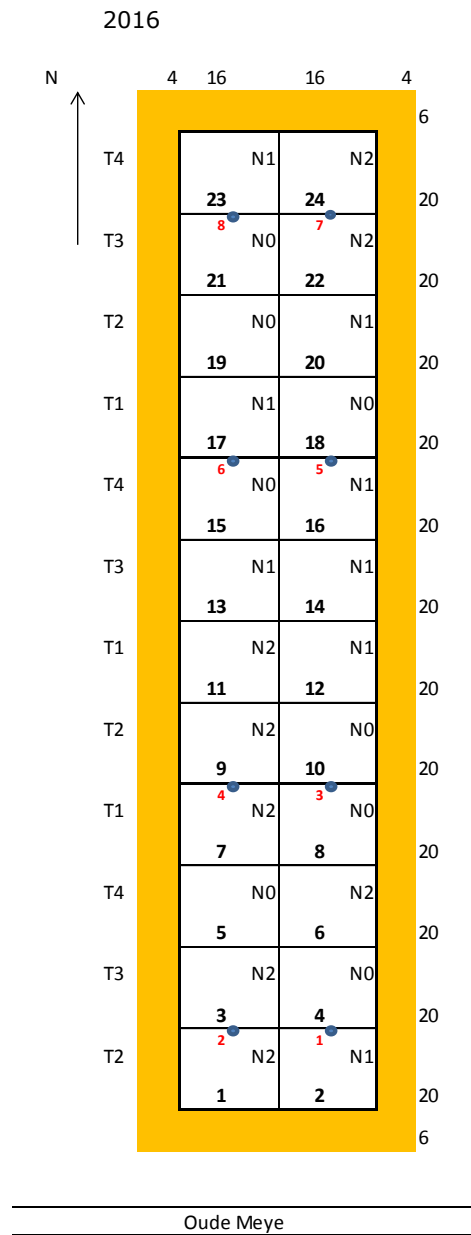 2016
N 4 16 16 4
6
T4 N1 N2
23 24 20
8 7
T3 N0 N2
21 22 20
T2 N0 N1
19 20 20
T1 N1 N0
17 18 20
6 5
T4 N0 N1
15 16 20
T3 N1 N1
13 14 20
T1 N2 N1
11 12 20
T2 N2 N0
9 10 20
4 3
T1 N2 N0
7 8 20
T4 N0 N2
5 6 20
T3 N2 N0
3 4 20
2 1
T2 N2 N1
1 2 20
6
Oude Meye